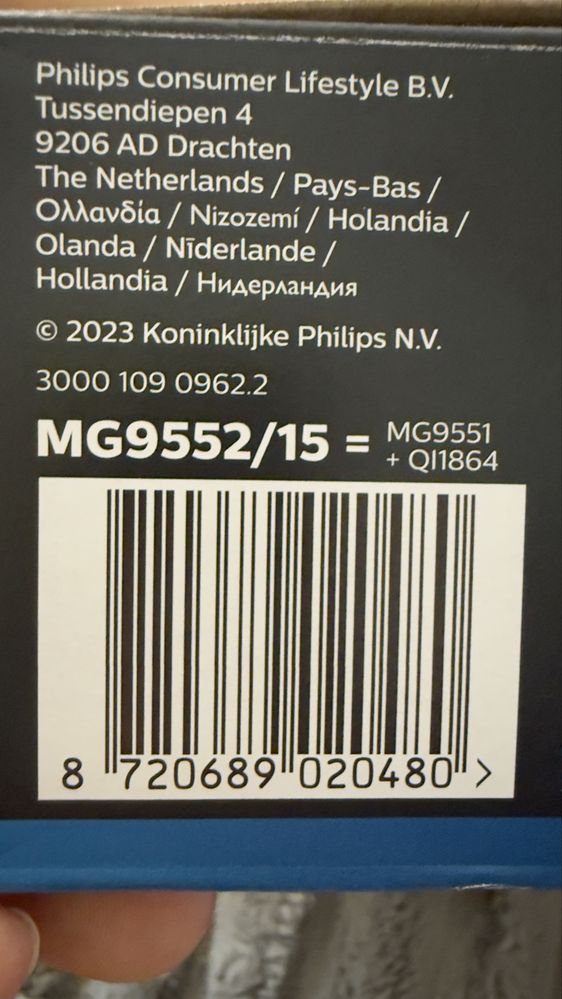 Philips Consumer Lifestyle B.V.
Tussendiepen 4
9206 AD Drachten
The Netherlands / Pays-Bas /
Ολλανδία / Nizozemí / Holandia /
Olanda / Nīderlande /
Hollandia / Нидерландия
© 2023 Koninklijke Philips N.V.
3000 109 0962.2
MG9552/15 = MG9551
+ QI1864
8 720689 020480 >